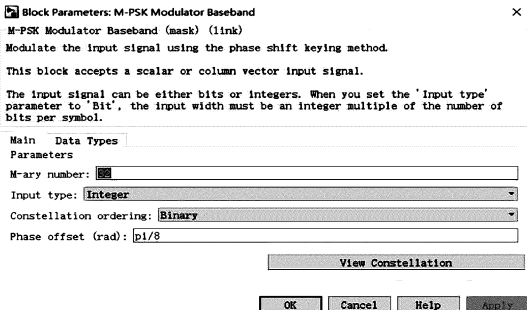 Block Parameters: M-PSK Modulator Baseband
M-PSK Modulator Baseband (mask) (link)
Modulate the input signal using the phase shift keying method.
This block accepts a scalar or column vector input signal.
The input signal can be either bits or integers. When you set the 'Input type'
parameter to 'Bit', the input width must be an integer multiple of the number of
bits per symbol.
Main Data Types
Parameters
M-ary number: 32
Input type: Integer
Constellation ordering: Binary
Phase offset (rad): pi/8
View Constellation
OK Cancel Help Apply